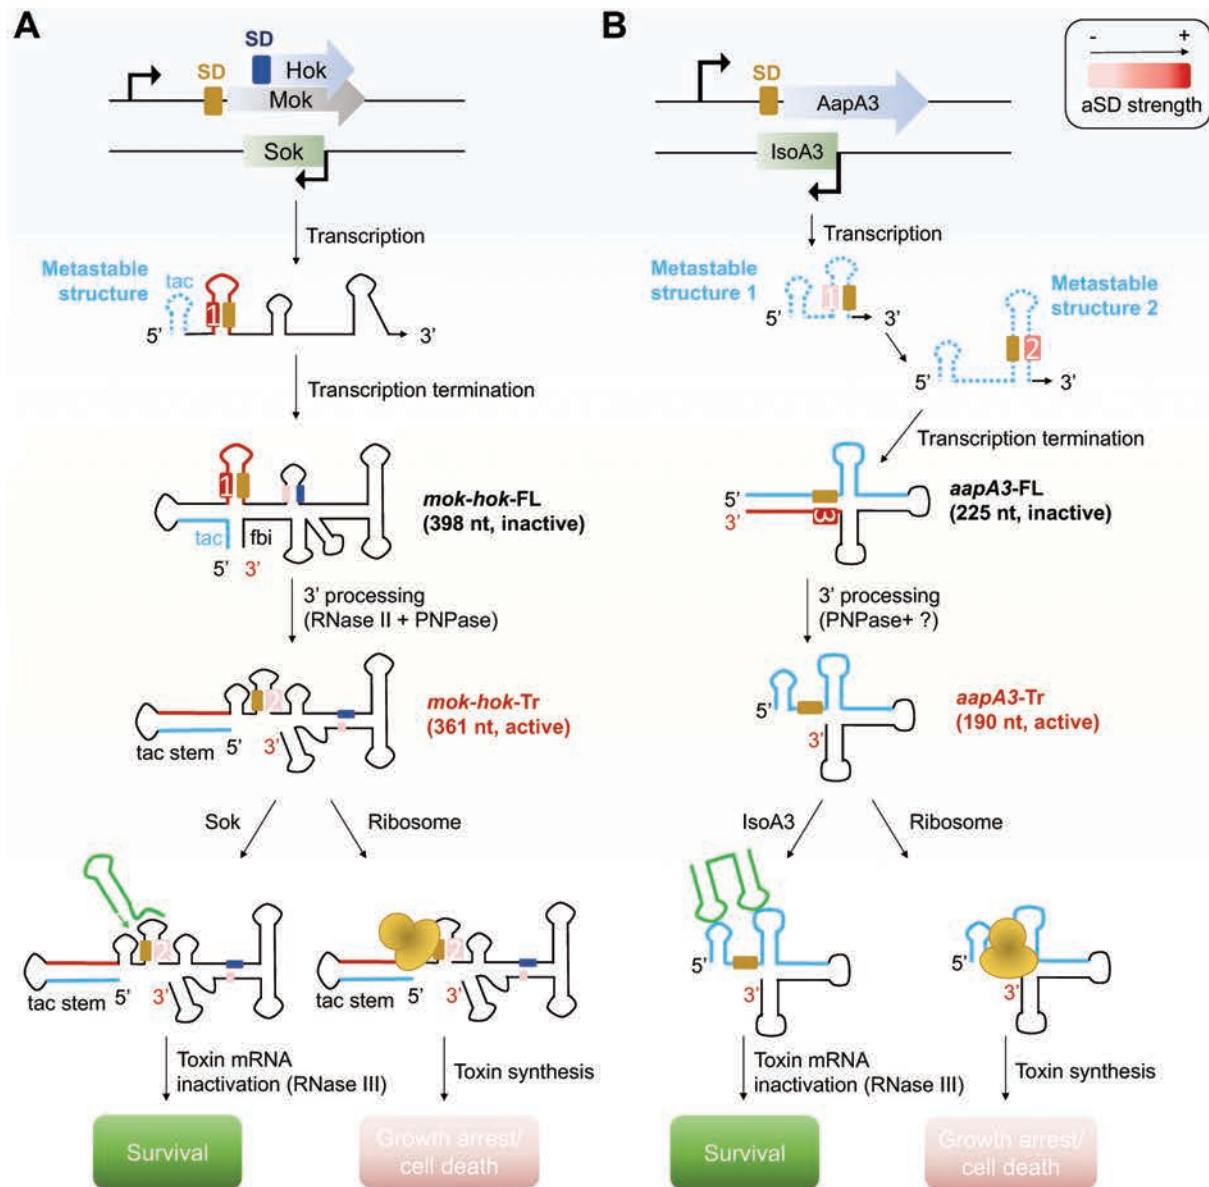 A
SD
SD
Hok
Mok
Sok
Transcription
Metastable
structure
tac
1
5’
3’
Transcription termination
1
mok-hok-FL
(398 nt, inactive)
tac
fbi
5’
3’
3’ processing
(RNase II + PNPase)
2
mok-hok-Tr
(361 nt, active)
tac stem
5’
3’
Sok
Ribosome
2
tac stem
5’
3’
2
tac stem
5’
3’
Toxin mRNA
inactivation (RNase III)
Toxin synthesis
Survival
Growth arrest/
cell death
B
- +
aSD strength
SD
AapA3
IsoA3
Transcription
Metastable
structure 1
1
5’
3’
Metastable
structure 2
2
5’
3’
Transcription termination
5’
3’
3
aapA3-FL
(225 nt, inactive)
3’ processing
(PNPase+ ?)
5’
3’
aapA3-Tr
(190 nt, active)
IsoA3
Ribosome
5’
3’
5’
3’
Toxin mRNA
inactivation (RNase III)
Toxin synthesis
Survival
Growth arrest/
cell death